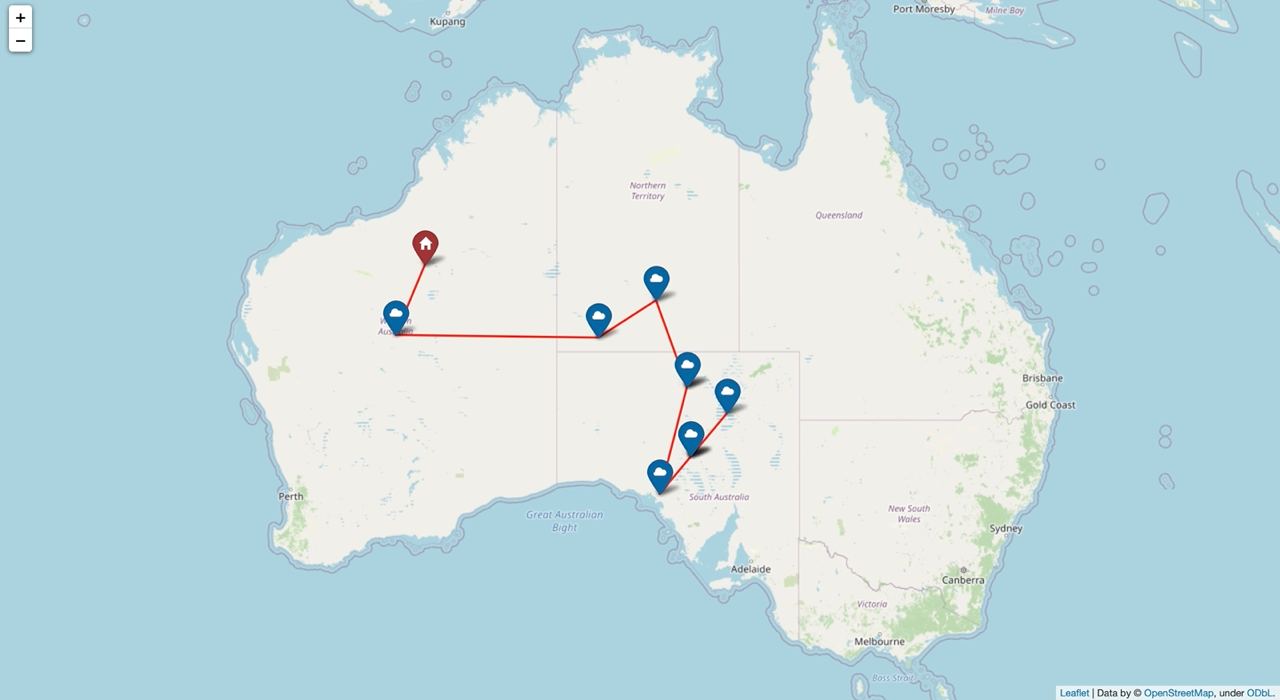 +
−
Kupang
Port Moresby
Milne Bay
Northern
Territory
Queensland
Western
Australia
Brisbane
Gold Coast
Perth
South Australia
Great Australian
Bight
New South
Wales
Sydney
Adelaide
Canberra
Victoria
Melbourne
Bass Strait
Leaflet | Data by © OpenStreetMap, under ODbL.